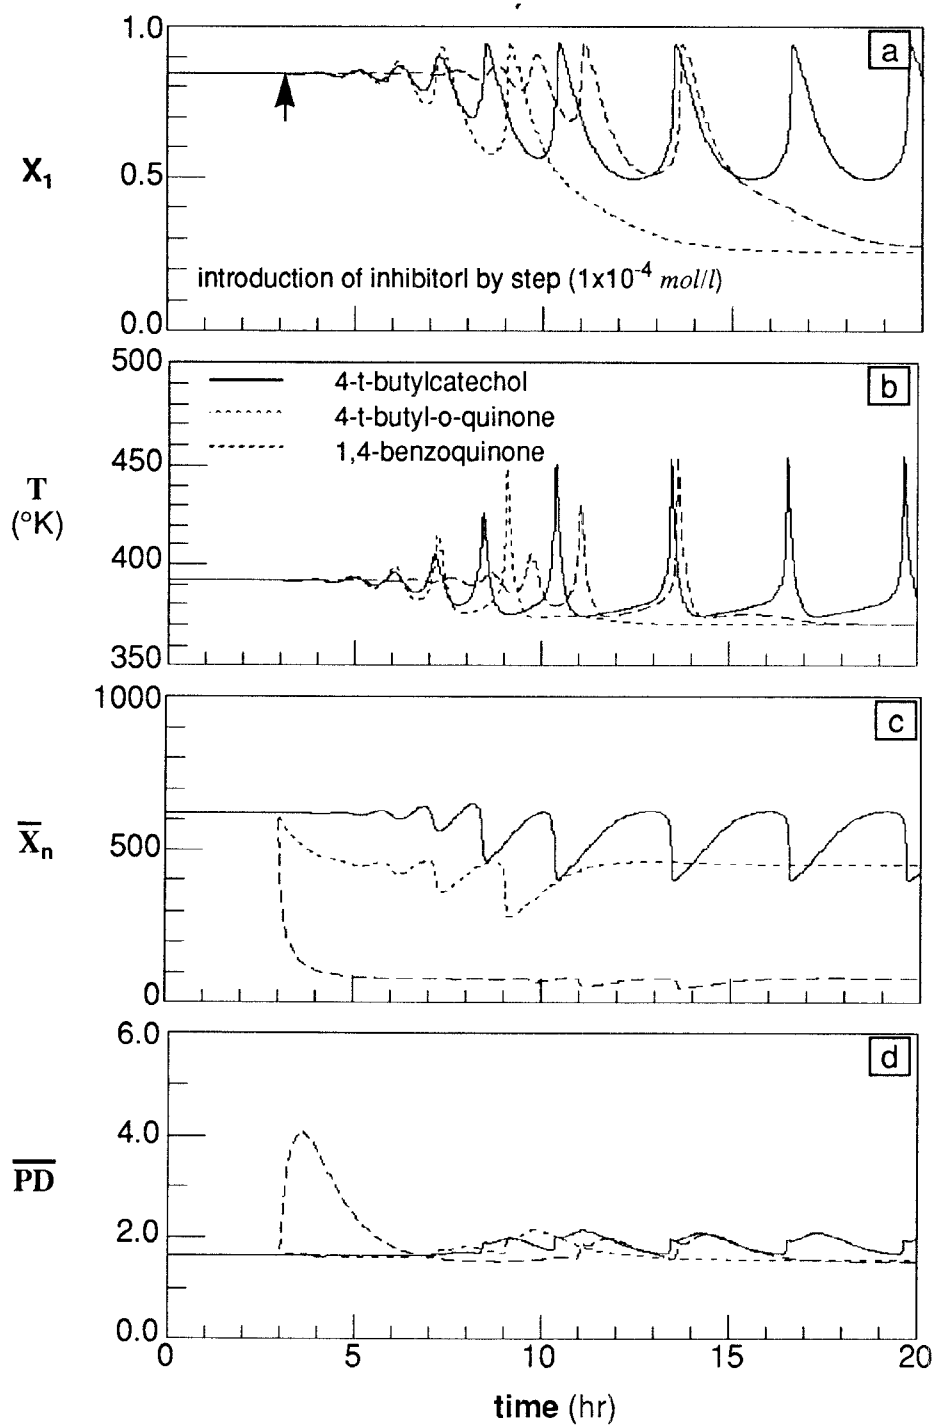 1.0
a
X1
0.5
introduction of inhibitorI by step (1x10-4 mol/l)
0.0
500
b
4-t-butylcatechol
4-t-butyl-o-quinone
450
1,4-benzoquinone
T
(°K)
400
350
1000
c
Xn
500
0
6.0
d
4.0
PD
2.0
0.0
0 5 10 15 20
time (hr)